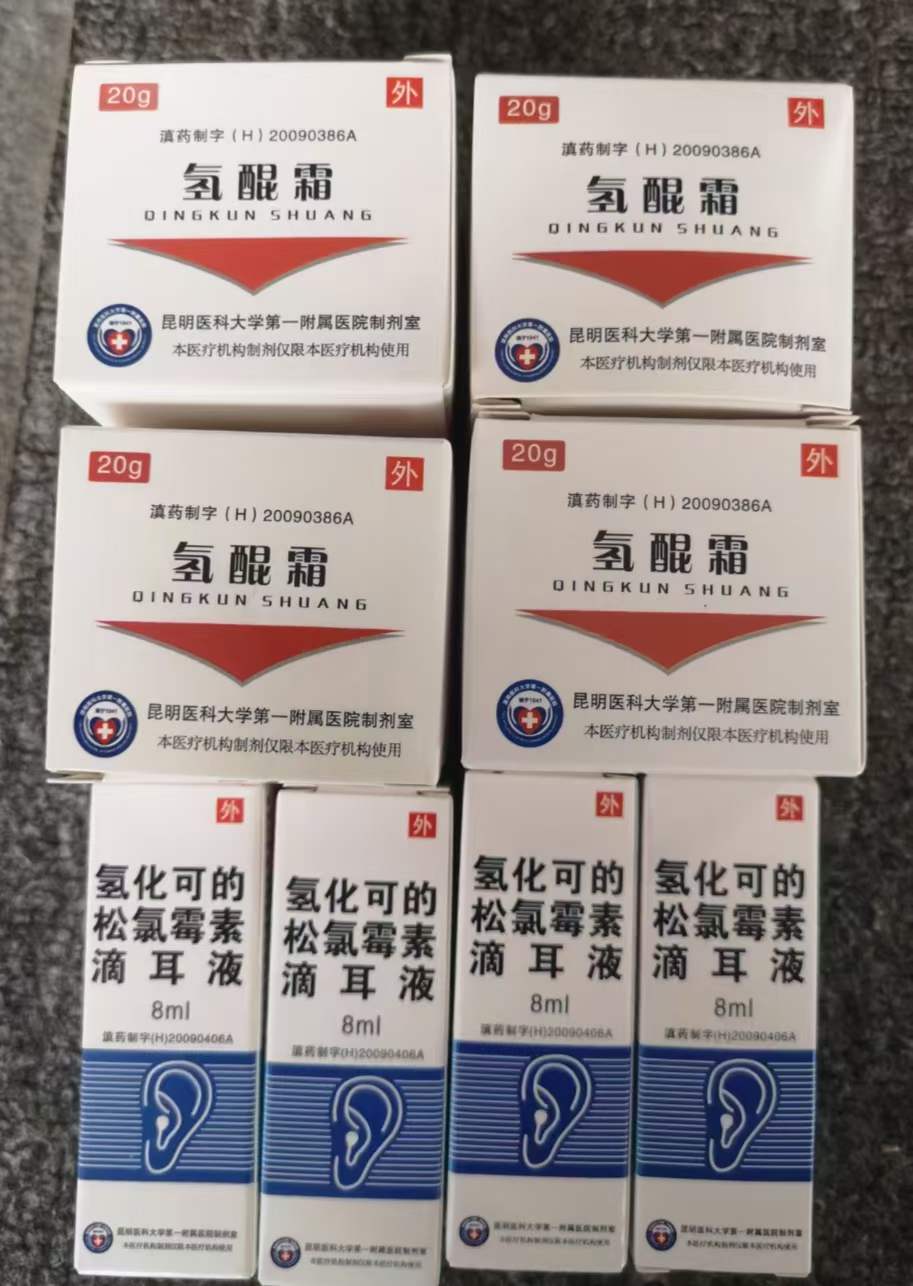 20g
外
滇药制字(H)20090386A
氢醌霜
QINGKUN SHUANG
昆明医科大学第一附属医院制剂室
本医疗机构制剂仅限本医疗机构使用
20g
外
滇药制字(H)20090386A
氢醌霜
QINGKUN SHUANG
昆明医科大学第一附属医院制剂室
本医疗机构制剂仅限本医疗机构使用
20g
外
滇药制字(H)20090386A
氢醌霜
QINGKUN SHUANG
昆明医科大学第一附属医院制剂室
本医疗机构制剂仅限本医疗机构使用
20g
外
滇药制字(H)20090386A
氢醌霜
QINGKUN SHUANG
昆明医科大学第一附属医院制剂室
本医疗机构制剂仅限本医疗机构使用
外
氢化可的
松氯霉素
滴耳液
8ml
滇药制字(H)20090406A
昆明医科大学第一附属医院制剂室
本医疗机构制剂仅限本医疗机构使用
外
氢化可的
松氯霉素
滴耳液
8ml
滇药制字(H)20090406A
昆明医科大学第一附属医院制剂室
本医疗机构制剂仅限本医疗机构使用
外
氢化可的
松氯霉素
滴耳液
8ml
滇药制字(H)20090406A
昆明医科大学第一附属医院制剂室
本医疗机构制剂仅限本医疗机构使用
外
氢化可的
松氯霉素
滴耳液
8ml
滇药制字(H)20090406A
昆明医科大学第一附属医院制剂室
本医疗机构制剂仅限本医疗机构使用